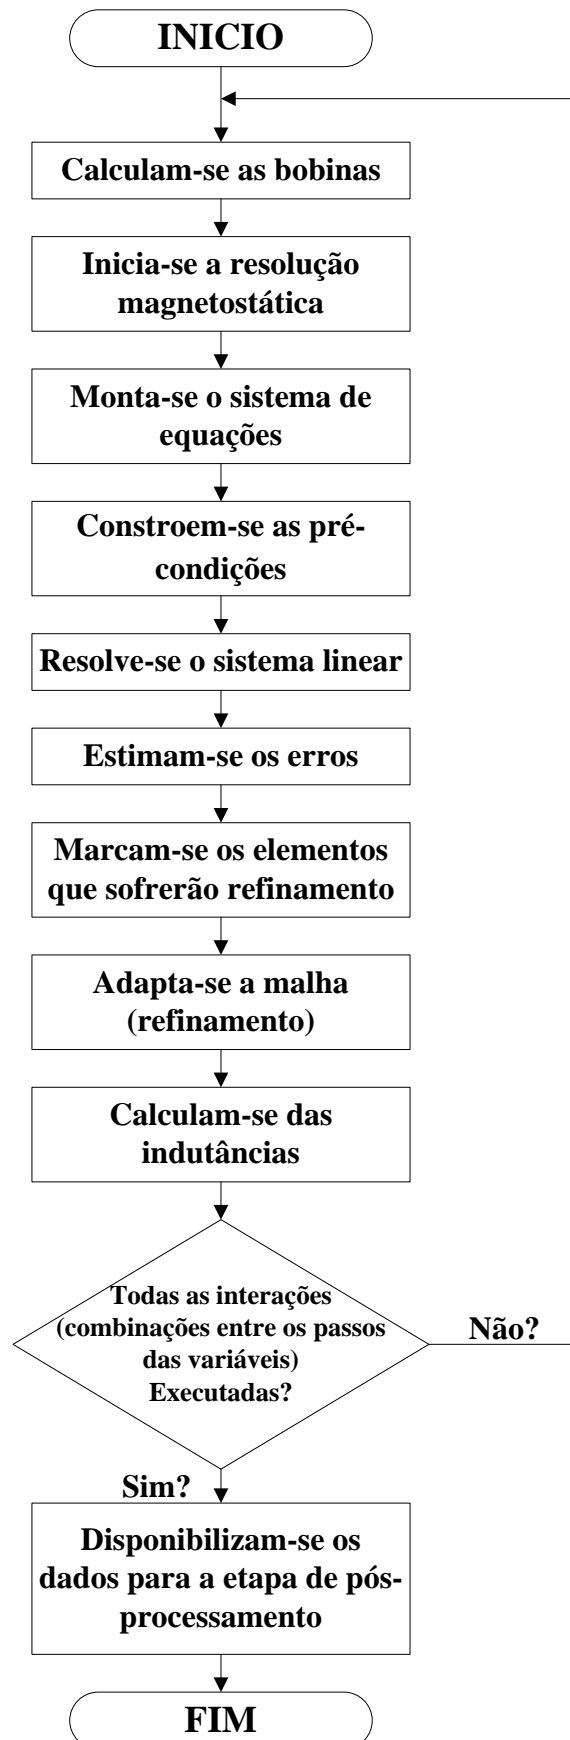 INICIO
Calculam-se as bobinas
Inicia-se a resolução
magnetostática
Monta-se o sistema de
equações
Constroem-se as pré-
condições
Resolve-se o sistema linear
Estimam-se os erros
Marcam-se os elementos
que sofrerão refinamento
Adapta-se a malha
(refinamento)
Calculam-se das
indutâncias
Todas as interações
(combinações entre os passos
das variáveis)
Executadas?
Não?
Sim?
Disponibilizam-se os
dados para a etapa de pós-
processamento
FIM